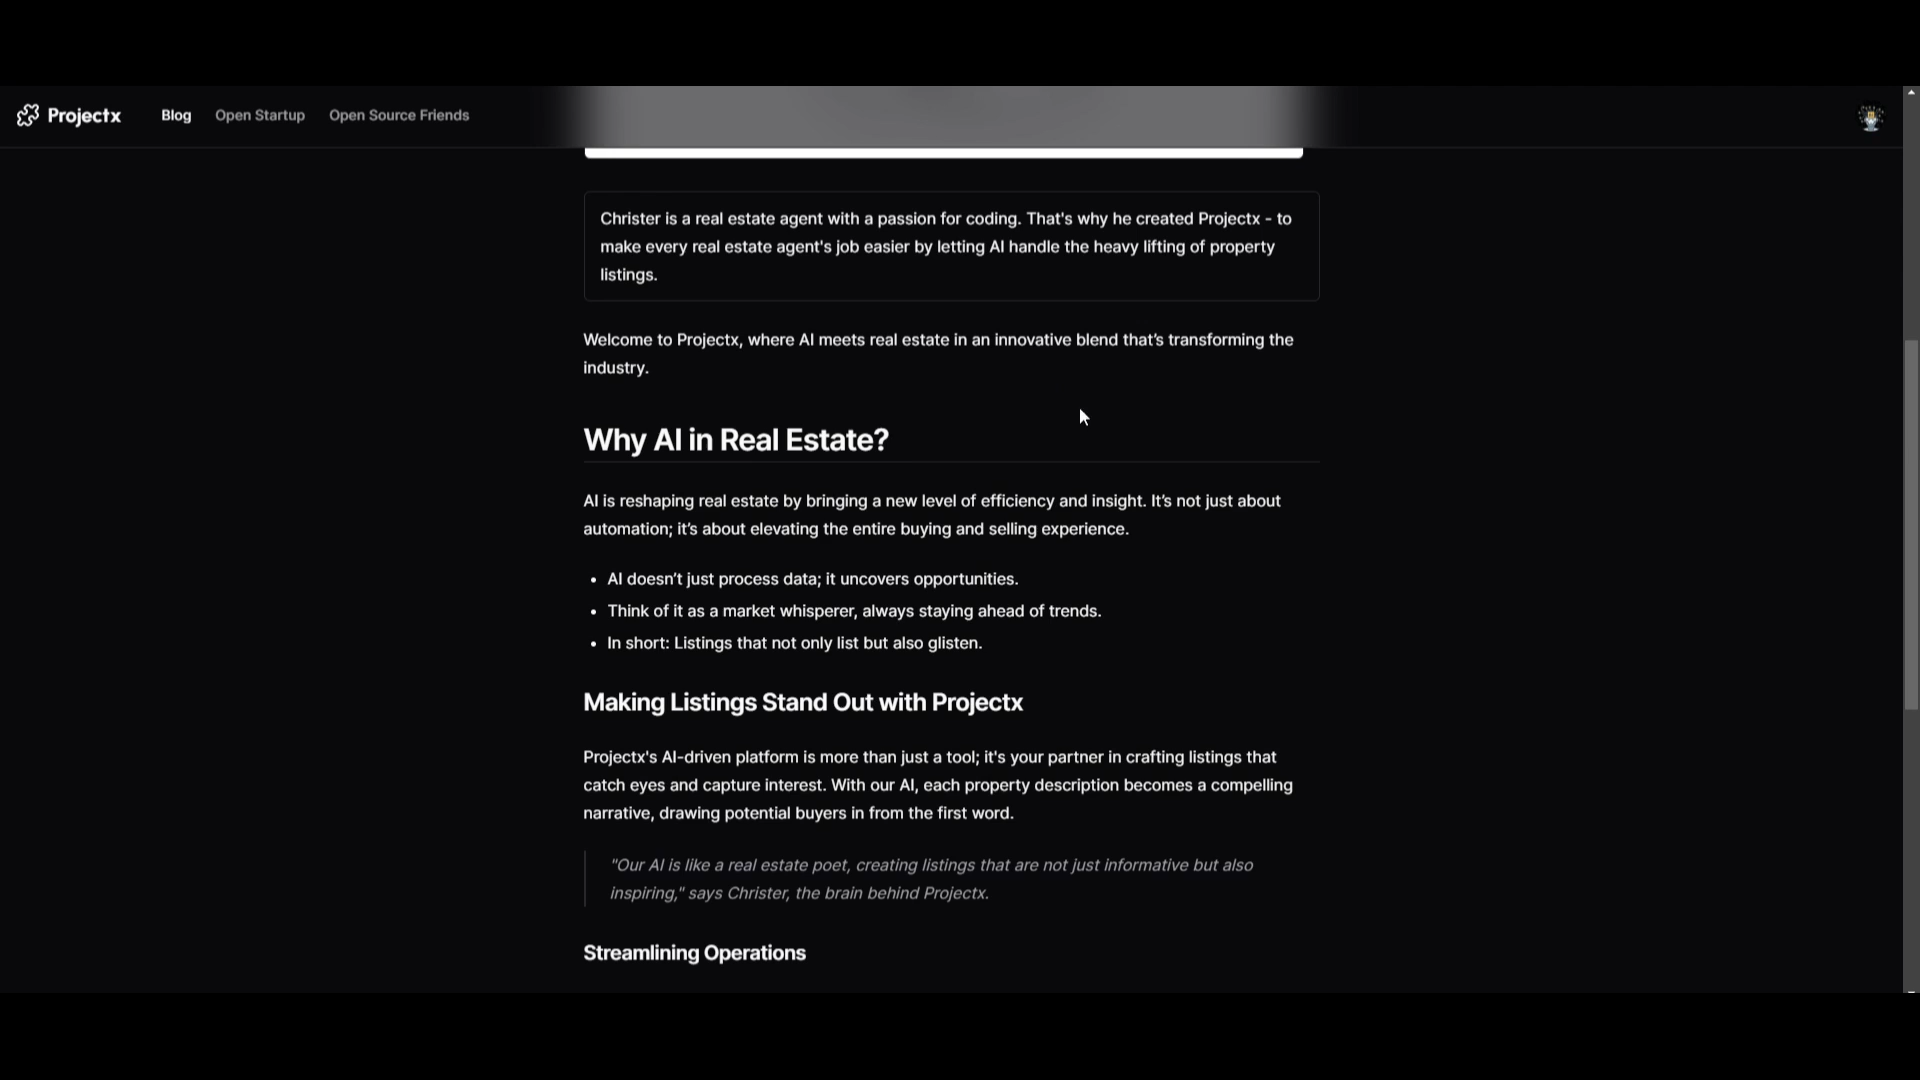 Projectx Blog Open Startup Open Source Friends
Christer is a real estate agent with a passion for coding. That's why he created Projectx - to
make every real estate agent's job easier by letting AI handle the heavy lifting of property
listings.
Welcome to Projectx, where AI meets real estate in an innovative blend that’s transforming the
industry.
Why AI in Real Estate?
AI is reshaping real estate by bringing a new level of efficiency and insight. It’s not just about
automation; it’s about elevating the entire buying and selling experience.
• AI doesn’t just process data; it uncovers opportunities.
• Think of it as a market whisperer, always staying ahead of trends.
• In short: Listings that not only list but also glisten.
Making Listings Stand Out with Projectx
Projectx's AI-driven platform is more than just a tool; it's your partner in crafting listings that
catch eyes and capture interest. With our AI, each property description becomes a compelling
narrative, drawing potential buyers in from the first word.
"Our AI is like a real estate poet, creating listings that are not just informative but also
inspiring," says Christer, the brain behind Projectx.
Streamlining Operations